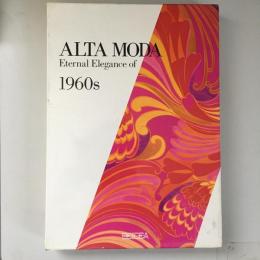 ALTA MODA
Eternal Elegance of
1960s